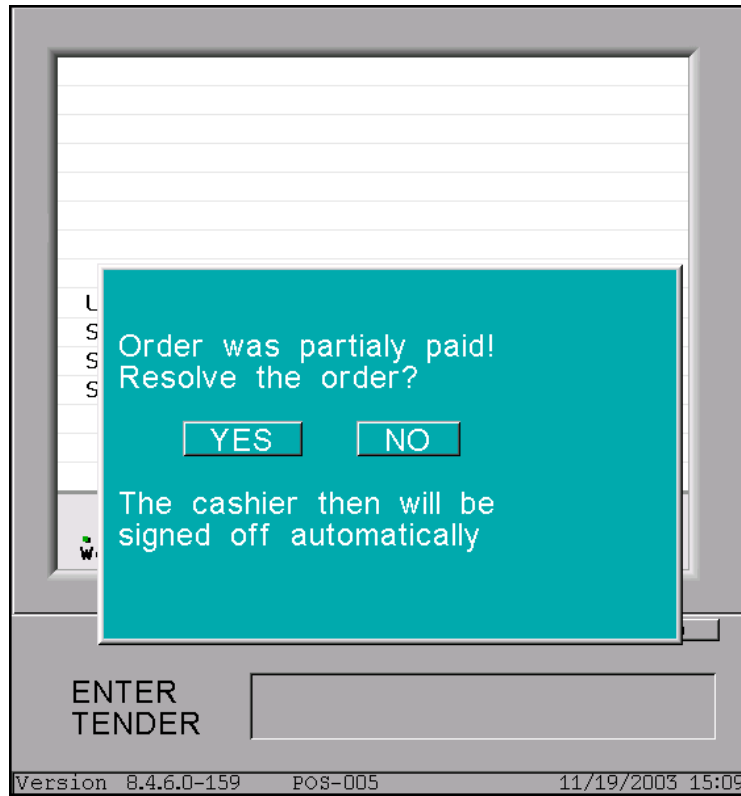 U
S
S
S
Order was partialy paid!
Resolve the order?
YES NO
The cashier then will be
signed off automatically
W
ENTER
TENDER
Version 8.4.6.0-159 POS-005 11/19/2003 15:09